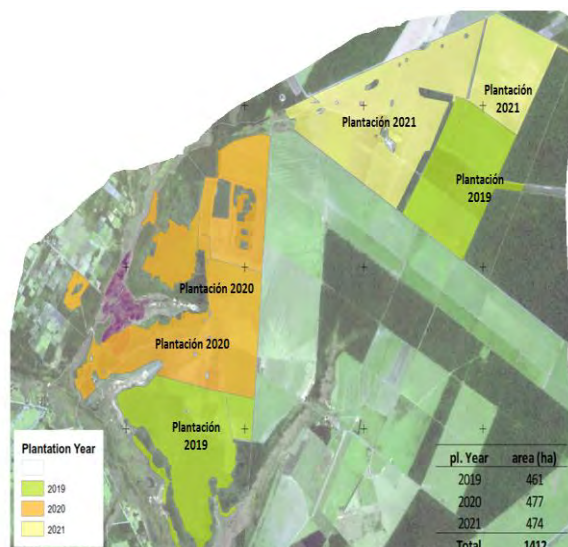 Plantación
2021
Plantación 2021
Plantación
2019
Plantación 2020
Plantación 2020
Plantación
2019
Plantation Year
2019
2020
2021
pl. Year area (ha)
2019 461
2020 477
2021 474
Total 1412